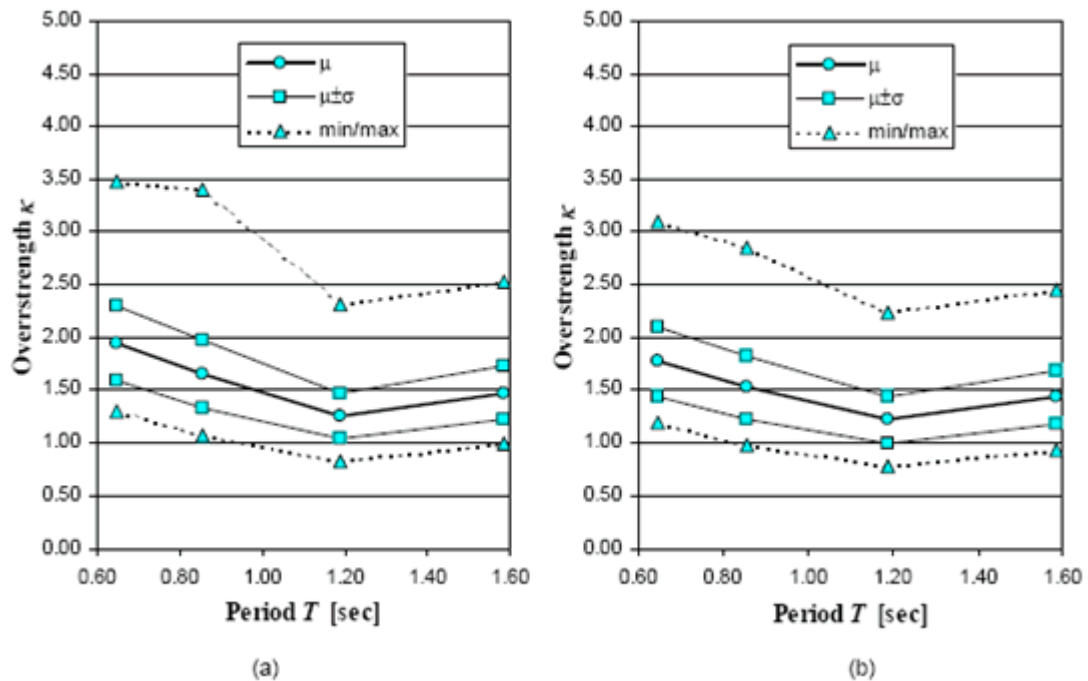 5.00
4.50
4.00
3.50
3.00
2.50
2.00
1.50
1.00
0.50
0.00
Overrstrength κ
μ
μ±σ
min/max
0.60 0.80 1.00 1.20 1.40 1.60
Period T [sec]
(a)
5.00
4.50
4.00
3.50
3.00
2.50
2.00
1.50
1.00
0.50
0.00
Overstrength κ
μ
μ±σ
min/max
0.60 0.80 1.00 1.20 1.40 1.60
Period T [sec]
(b)